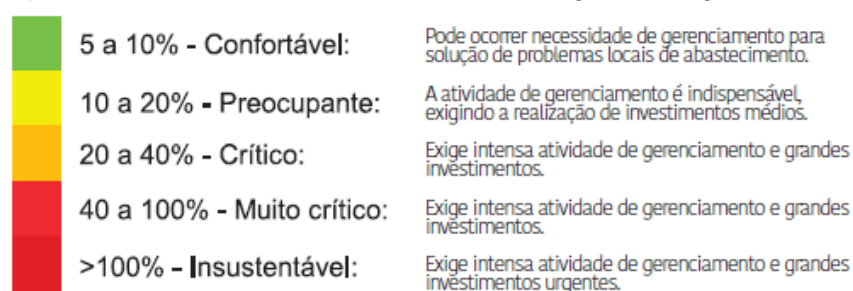 5 a 10% - Confortável:
Pode ocorrer necessidade de gerenciamento para
solução de problemas locais de abastecimento.
10 a 20% - Preocupante:
A atividade de gerenciamento é indispensável,
exigindo a realização de investimentos médios.
20 a 40% - Crítico:
Exige intensa atividade de gerenciamento e grandes
investimentos.
40 a 100% - Muito crítico:
Exige intensa atividade de gerenciamento e grandes
investimentos.
>100% - Insustentável:
Exige intensa atividade de gerenciamento e grandes
investimentos urgentes.